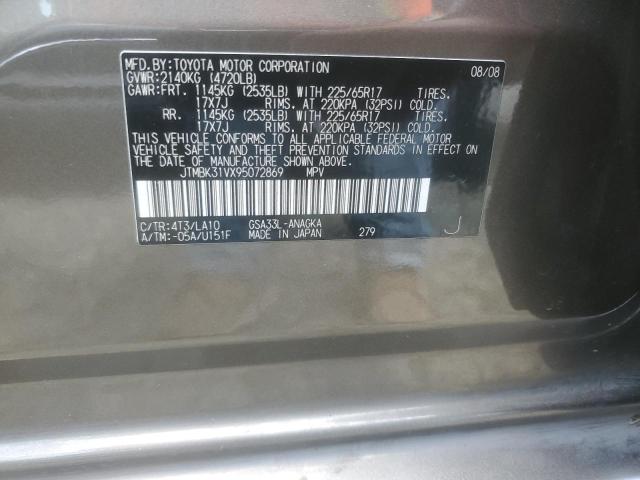 MFD.BY:TOYOTA MOTOR CORPORATION 08/08
GVWR:2140KG (4720LB)
GAWR:FRT. 1145KG (2535LB) WITH 225/65R17 TIRES.
17X7J RIMS. AT 220KPA (32PSI) COLD.
RR. 1145KG (2535LB) WITH 225/65R17 TIRES.
17X7J RIMS. AT 220KPA (32PSI) COLD.
THIS VEHICLE CONFORMS TO ALL APPLICABLE FEDERAL MOTOR
VEHICLE SAFETY AND THEFT PREVENTION STANDARDS IN EFFECT
ON THE DATE OF MANUFACTURE SHOWN ABOVE.
JTMBK31VX95072869 MPV
C/TR:4T3/LA10 GSA33L-ANAGKA
A/TM:-05A/U151F MADE IN JAPAN 279 J